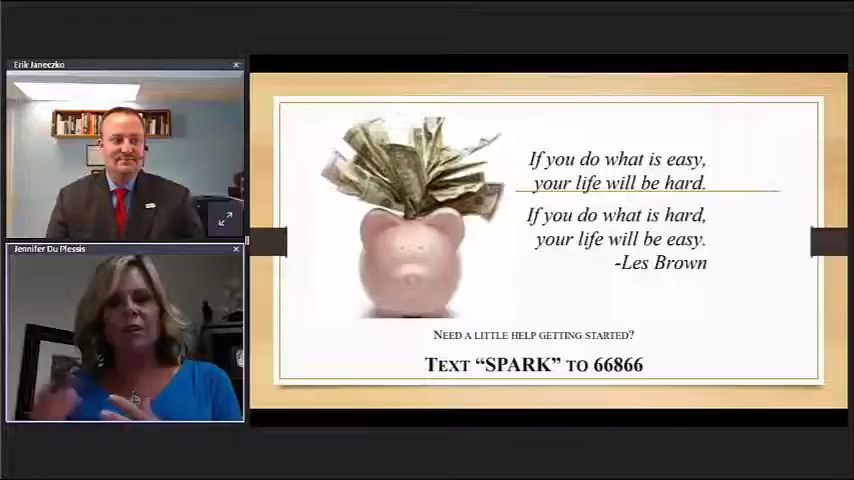 Erik Janeczko
Jennifer Du Plessis
If you do what is easy,
your life will be hard.
If you do what is hard,
your life will be easy.
-Les Brown
NEED A LITTLE HELP GETTING STARTED?
TEXT “SPARK” TO 66866